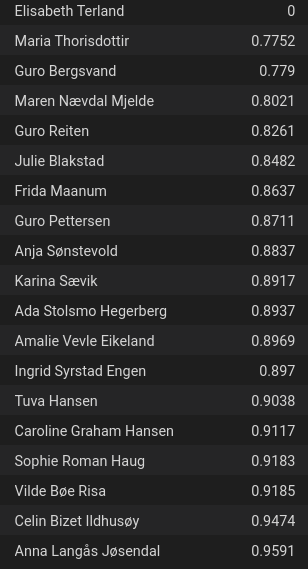 Elisabeth Terland 0
Maria Thorisdottir 0.7752
Guro Bergsvand 0.779
Maren Nævdal Mjelde 0.8021
Guro Reiten 0.8261
Julie Blakstad 0.8482
Frida Maanum 0.8637
Guro Pettersen 0.8711
Anja Sønstevold 0.8837
Karina Sævik 0.8917
Ada Stolsmo Hegerberg 0.8937
Amalie Vevle Eikeland 0.8969
Ingrid Syrstad Engen 0.897
Tuva Hansen 0.9038
Caroline Graham Hansen 0.9117
Sophie Roman Haug 0.9183
Vilde Bøe Risa 0.9185
Celin Bizet Ildhusøy 0.9474
Anna Langås Jøsendal 0.9591